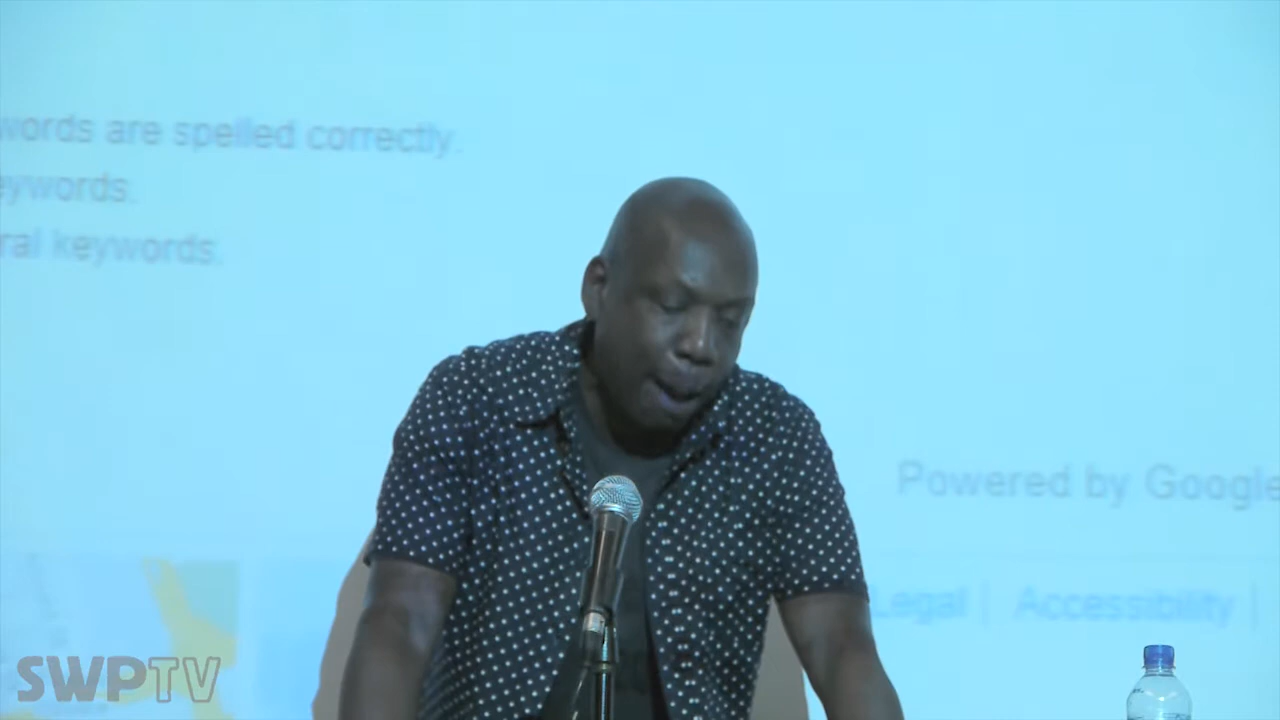 words are spelled correctly.
eywords.
ral keywords.
Powered by Google
Legal | Accessibility |
SWPTV